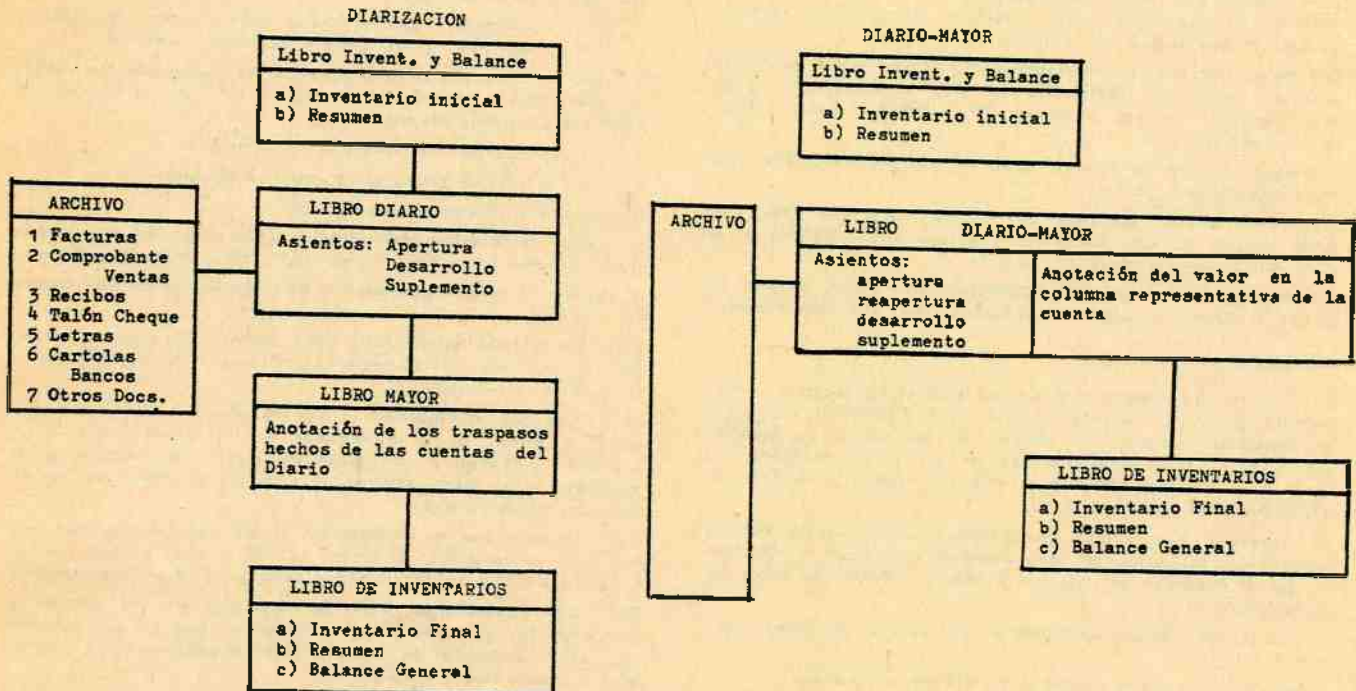 DIARIZACION
Libro Invent. y Balance
a) Inventario inicial
b) Resumen
ARCHIVO
1 Facturas
2 Comprobante
Ventas
3 Recibos
4 Talón Cheque
5 Letras
6 Cartolas
Bancos
7 Otros Docs.
LIBRO DIARIO
Asientos: Apertura
Desarrollo
Suplemento
LIBRO MAYOR
Anotación de los traspasos
hechos de las cuentas del
Diario
LIBRO DE INVENTARIOS
a) Inventario Final
b) Resumen
c) Balance General
DIARIO-MAYOR
Libro Invent. y Balance
a) Inventario inicial
b) Resumen
ARCHIVO
LIBRO DIARIO-MAYOR
Asientos:
apertura
reapertura
desarrollo
suplemento
Anotación del valor en la
columna representativa de la
cuenta
LIBRO DE INVENTARIOS
a) Inventario Final
b) Resumen
c) Balance General